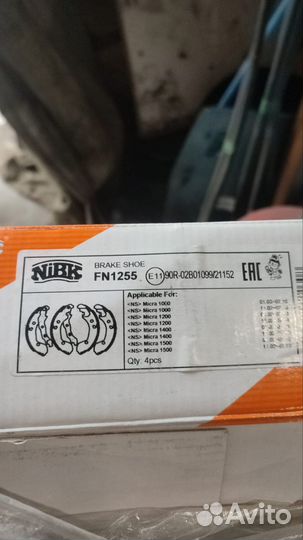 NiBK
BRAKE SHOE
FN1255
E11 90R-02B01099/21152
EAC
Applicable For:
<NS> Micra 1000
<NS> Micra 1000
<NS> Micra 1200
<NS> Micra 1200
<NS> Micra 1400
<NS> Micra 1400
<NS> Micra 1500
<NS> Micra 1500
Qty: 4pcs
Avito